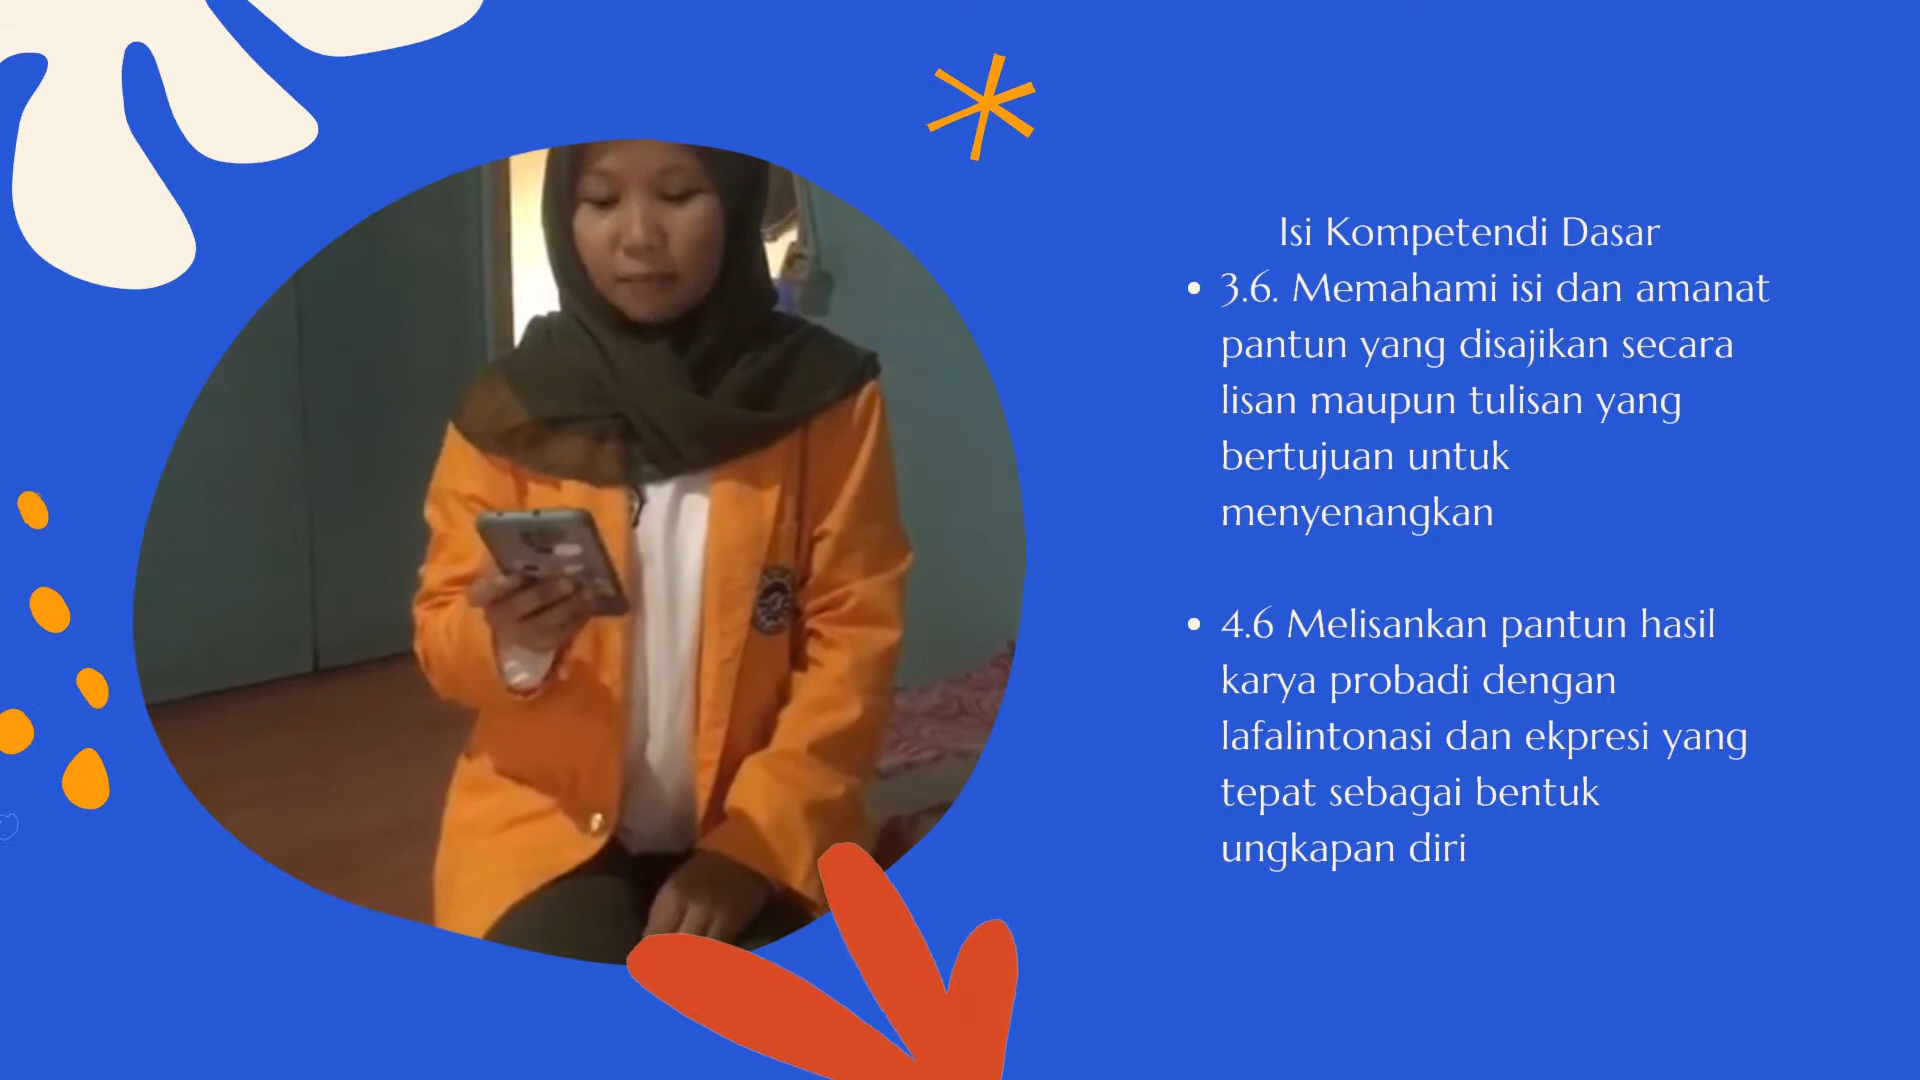 Isi Kompetendi Dasar
• 3.6. Memahami isi dan amanat
pantun yang disajikan secara
lisan maupun tulisan yang
bertujuan untuk
menyenangkan
• 4.6 Melisankan pantun hasil
karya probadi dengan
lafalintonasi dan ekpresi yang
tepat sebagai bentuk
ungkapan diri